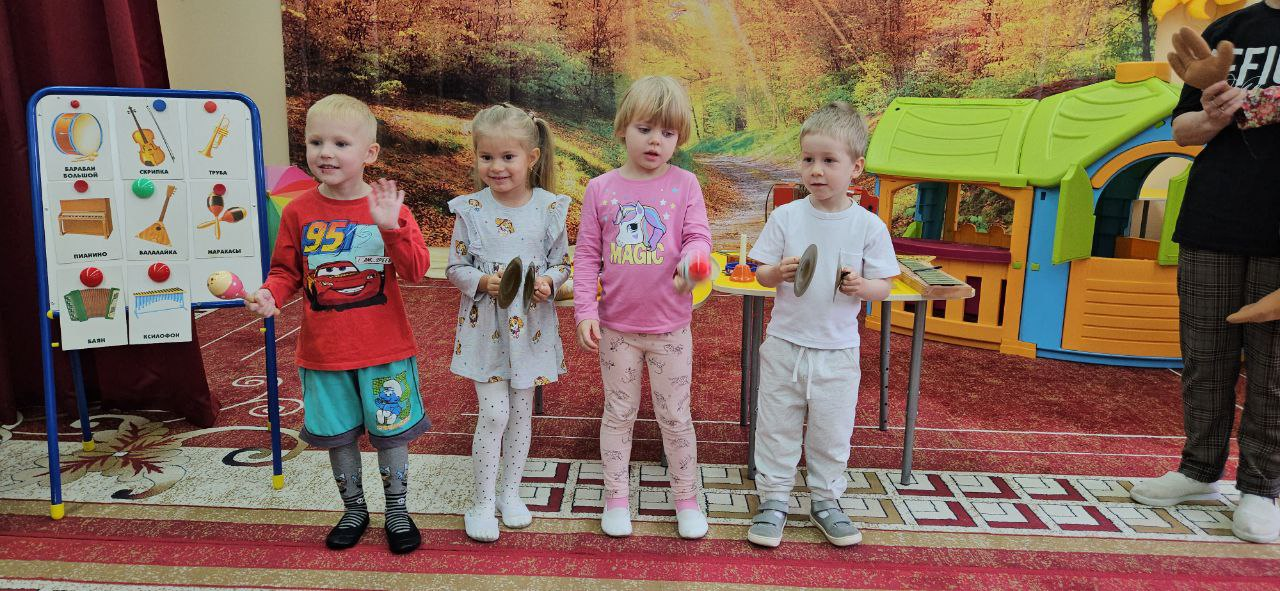 БАРАБАН
БОЛЬШОЙ
СКРИПКА
ТРУБА
ПИАНИНО
БАЛАЛАЙКА
МАРАКАСЫ
БАЯН
КСИЛОФОН
95
MAGIC